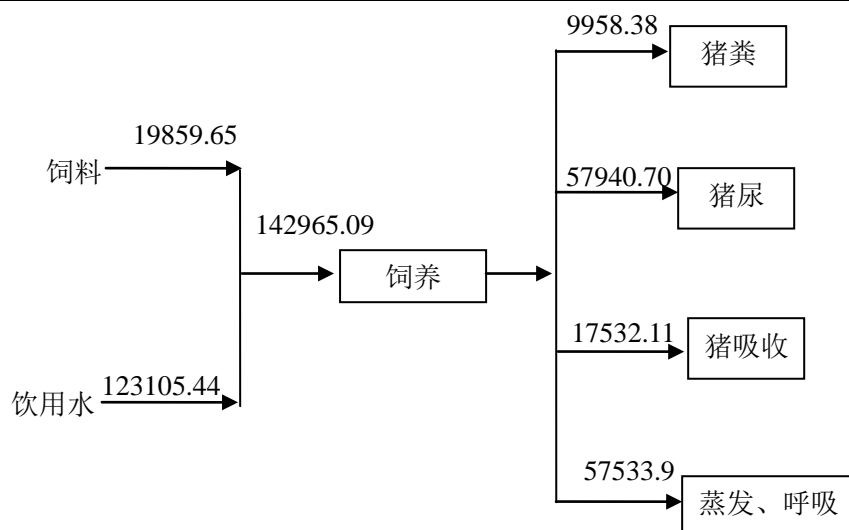 9958.38
猪粪
19859.65
饲料
57940.70
猪尿
142965.09
饲养
17532.11
猪吸收
饮用水
123105.44
57533.9
蒸发、呼吸